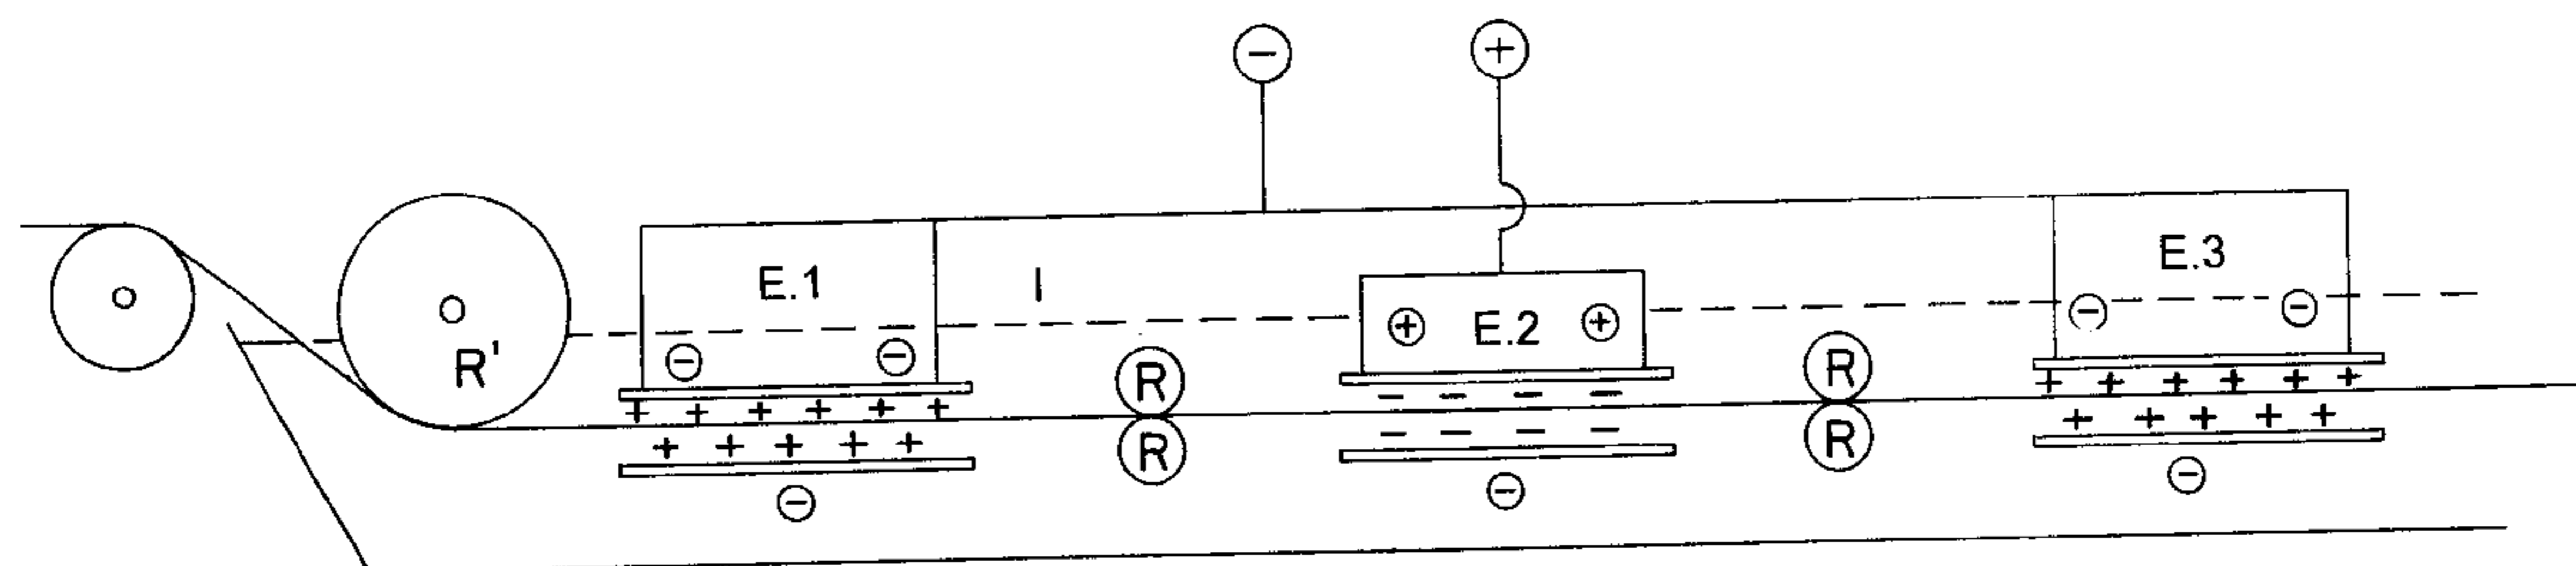 − +
E.1 I E.3
R' − − + + E.2 − −
R R
+ + + + + + − − − − + + + + + +
R R
+ + + + + − − − − + + + + +
− − −